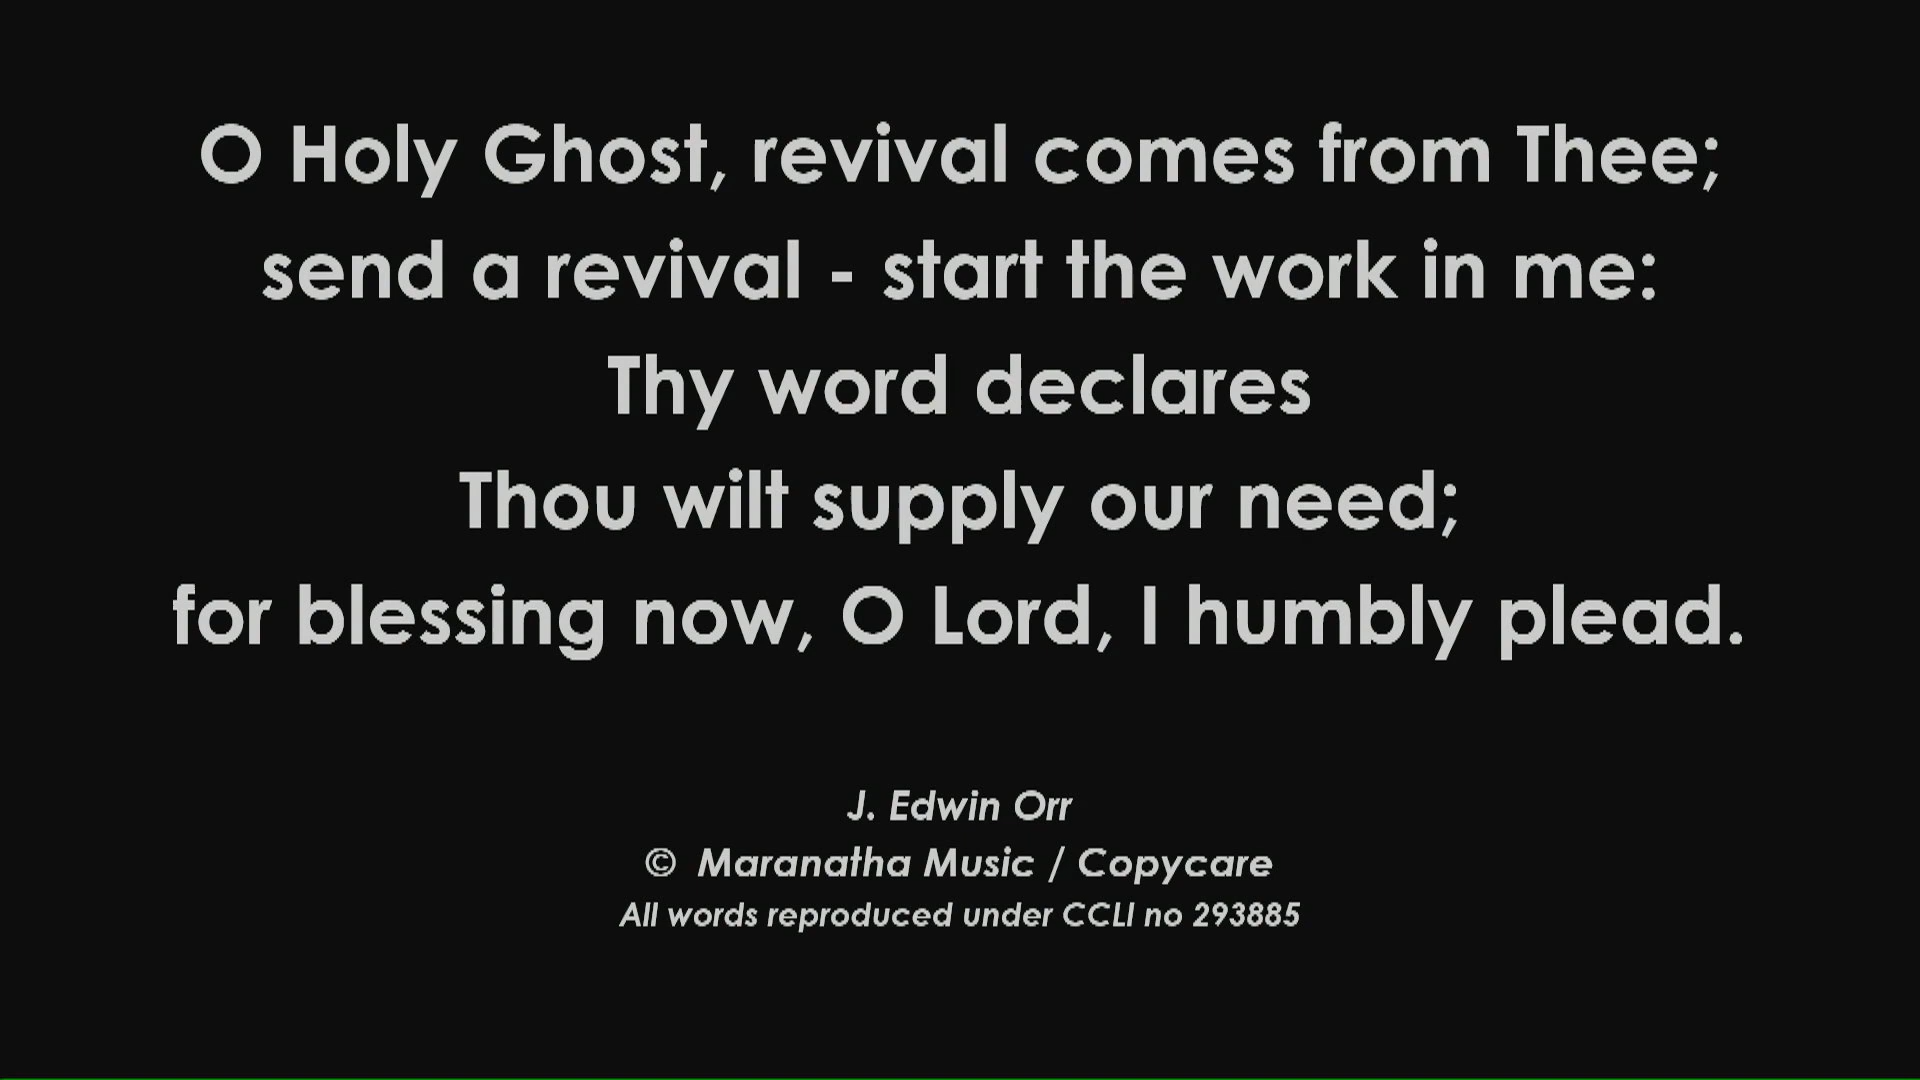 O Holy Ghost, revival comes from Thee;
send a revival - start the work in me:
Thy word declares
Thou wilt supply our need;
for blessing now, O Lord, I humbly plead.
J. Edwin Orr
© Maranatha Music / Copycare
All words reproduced under CCLI no 293885